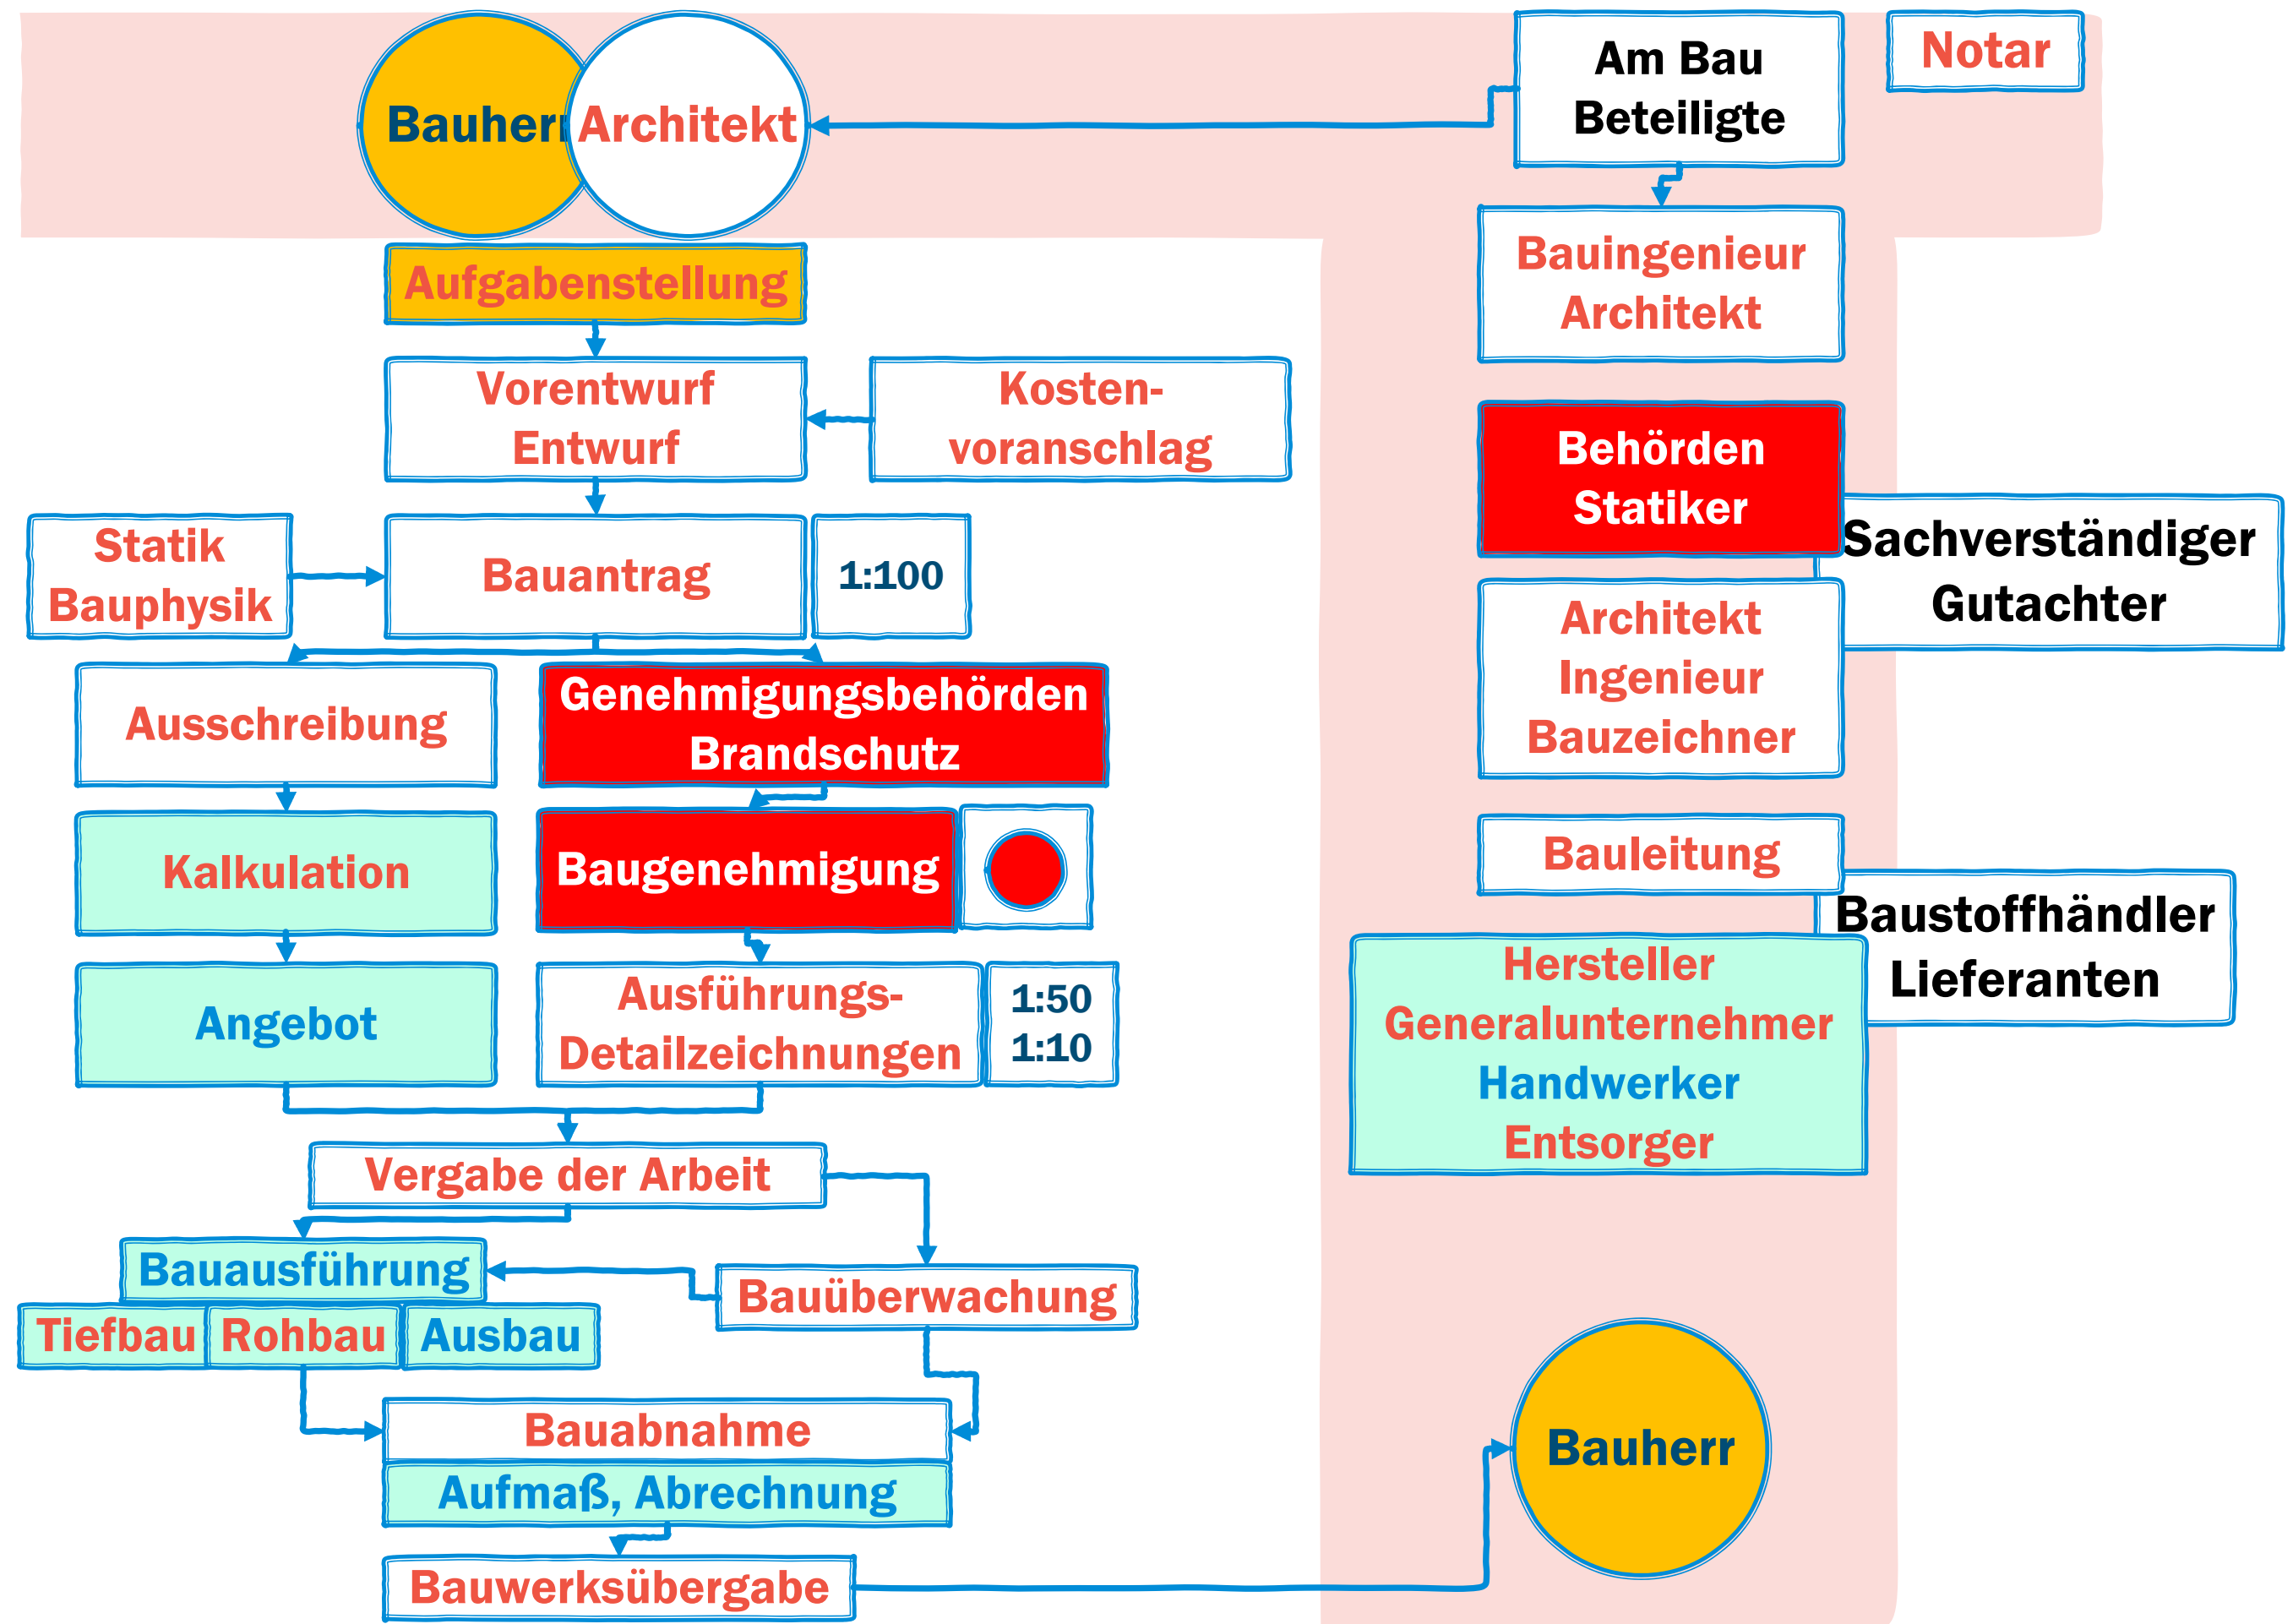 Bauherr
Architekt
Am Bau
Beteiligte
Notar
Aufgabenstellung
Bauingenieur
Architekt
Vorentwurf
Entwurf
Kosten-
voranschlag
Behörden
Statiker
Sachverständiger
Gutachter
Statik
Bauphysik
Bauantrag
1:100
Architekt
Ingenieur
Bauzeichner
Ausschreibung
Genehmigungsbehörden
Brandschutz
Kalkulation
Baugenehmigung
Bauleitung
Baustoffhändler
Lieferanten
Angebot
Ausführungs-
Detailzeichnungen
1:50
1:10
Hersteller
Generalunternehmer
Handwerker
Entsorger
Vergabe der Arbeit
Bauausführung
Bauüberwachung
Tiefbau
Rohbau
Ausbau
Bauabnahme
Aufmaß, Abrechnung
Bauherr
Bauwerksübergabe